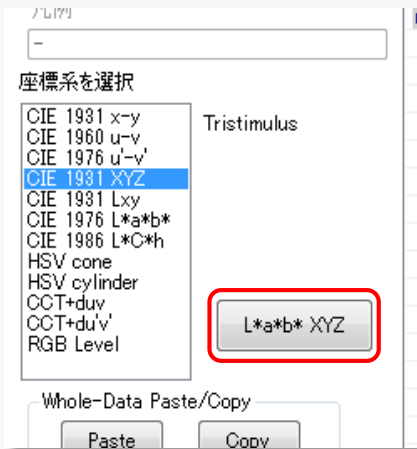 凡例
-
座標系を選択
CIE 1931 x-y
CIE 1960 u-v
CIE 1976 u'-v'
CIE 1931 XYZ
CIE 1931 Lxy
CIE 1976 L*a*b*
CIE 1986 L*C*h
HSV cone
HSV cylinder
CCT+duv
CCT+du'v'
RGB Level
Tristimulus
L*a*b* XYZ
Whole-Data Paste/Copy
Paste
Copy